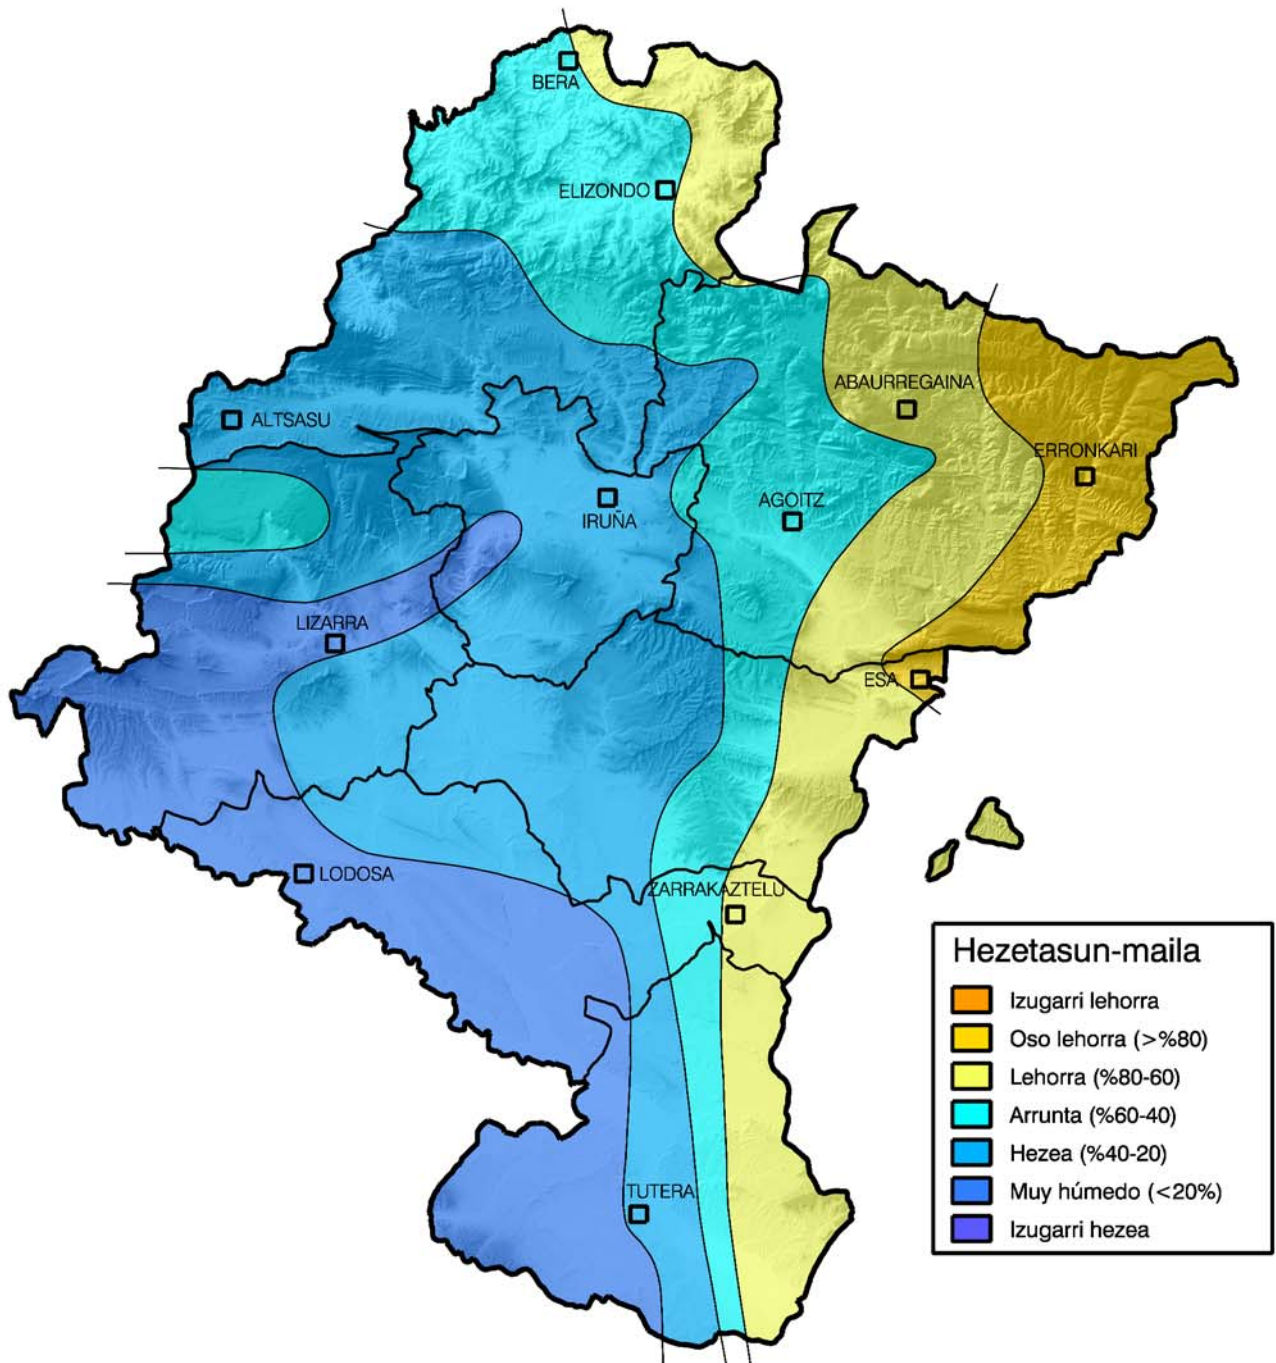 BERA
ELIZONDO
ABAURREGAINA
ALTSASU
ERRONKARI
AGOITZ
IRUÑA
LIZARRA
ESA
LODOSA
ZARRAKAZTELU
TUTERA
Hezetasun-maila
Izugarri lehorra
Oso lehorra (>%80)
Lehorra (%80-60)
Arrunta (%60-40)
Hezea (%40-20)
Muy húmedo (<20%)
Izugarri hezea